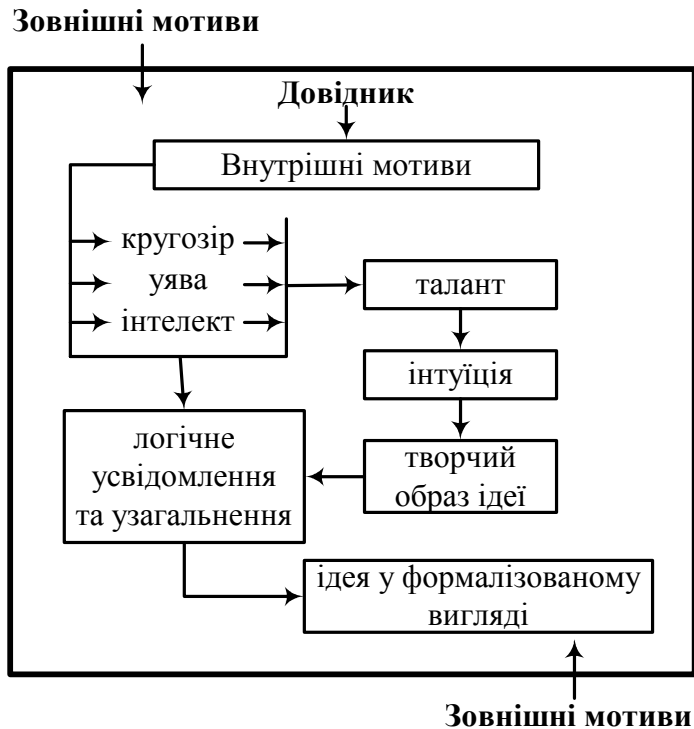 Зовнішні мотиви
Довідник
Внутрішні мотиви
кругозір
уява
інтелект
талант
інтуїція
творчий
образ ідеї
логічне
усвідомлення
та узагальнення
ідея у формалізованому
вигляді
Зовнішні мотиви